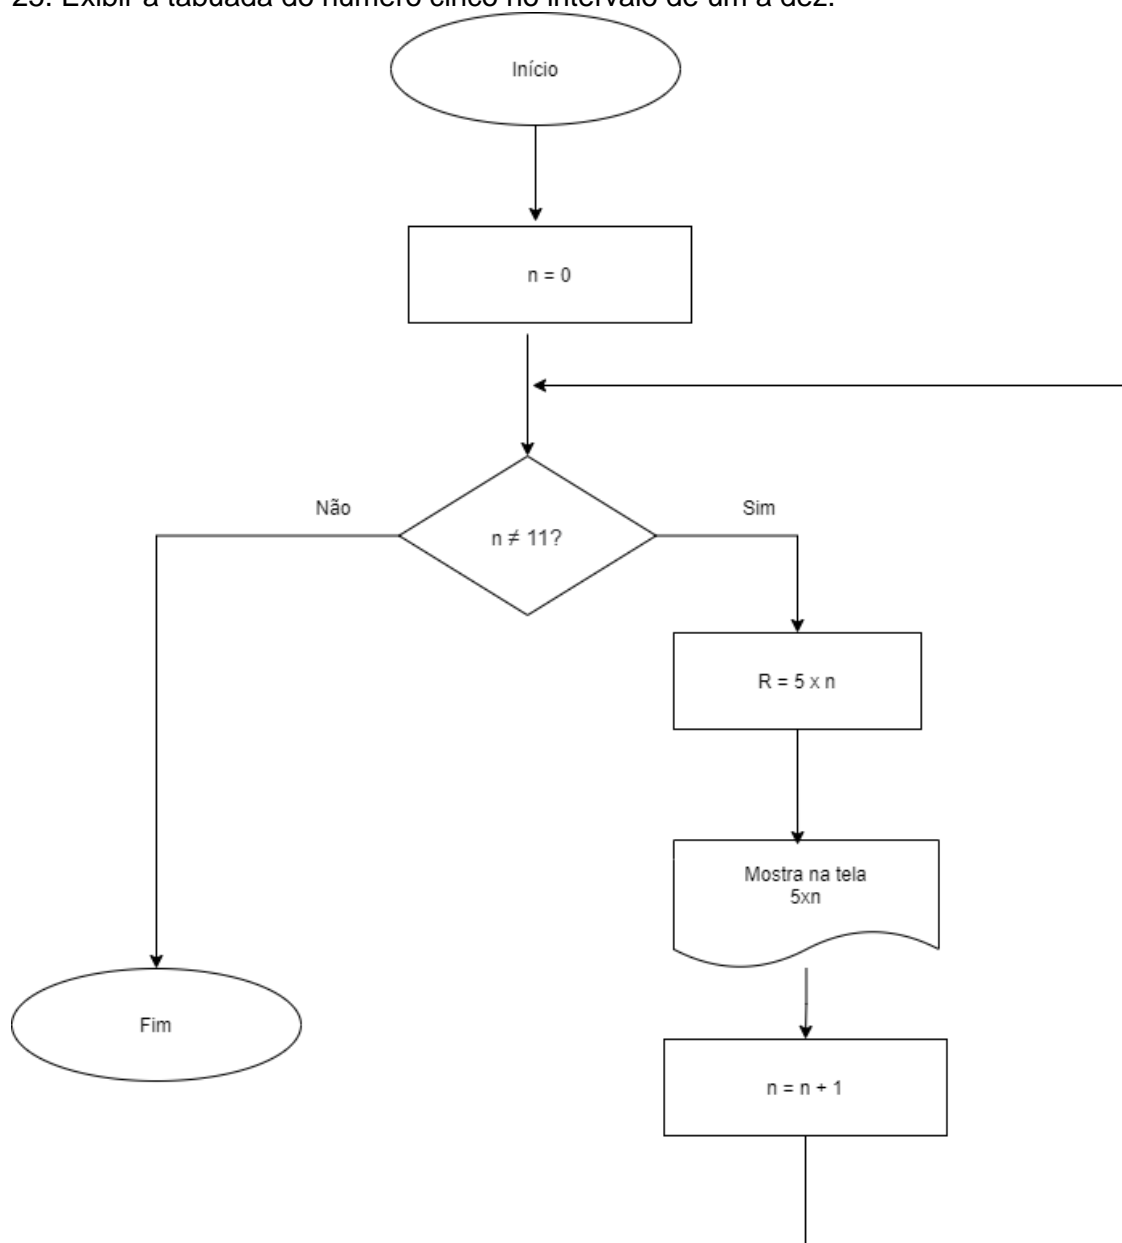 25. Exibir a tabuada do número cinco no intervalo de um a dez.
Início
n = 0
Não
Sim
n ≠ 11?
R = 5 x n
Mostra na tela
5xn
Fim
n = n + 1